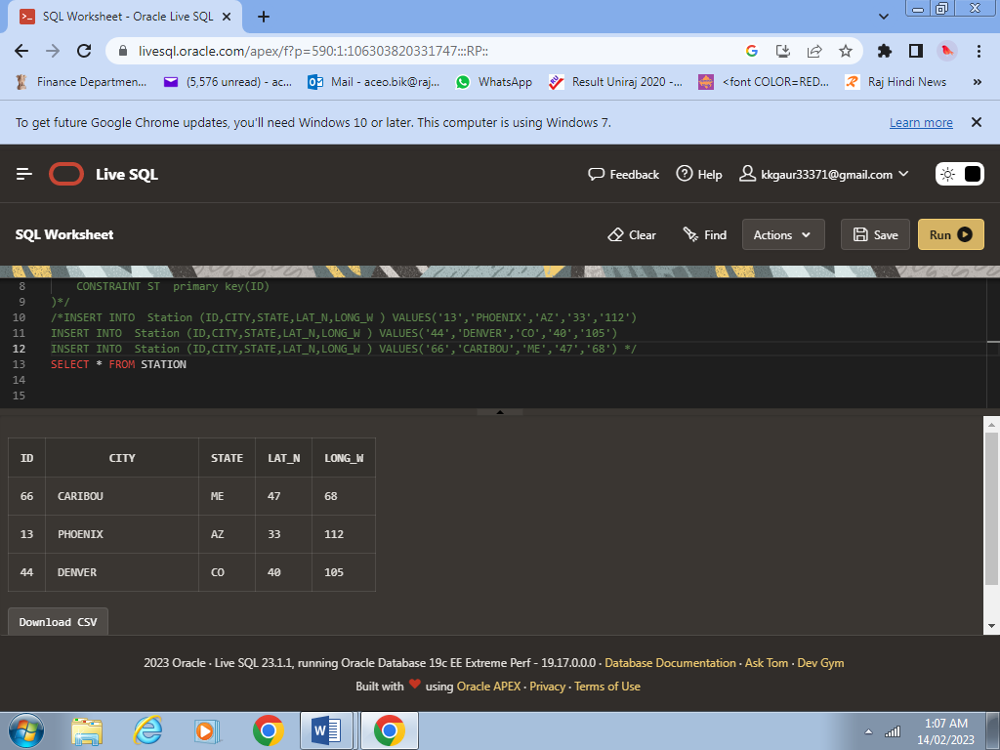 SQL Worksheet - Oracle Live SQL
livesql.oracle.com/apex/f?p=590:1:106303820331747:::RP::
Finance Departmen... (5,576 unread) - ac... Mail - aceo.bik@raj... WhatsApp Result Uniraj 2020 -... <font COLOR=RED... Raj Hindi News »
To get future Google Chrome updates, you'll need Windows 10 or later. This computer is using Windows 7. Learn more
Live SQL Feedback Help kkgaur33371@gmail.com
SQL Worksheet Clear Find Actions Save Run
8 CONSTRAINT ST primary key(ID)
9 )*/
10 /*INSERT INTO Station (ID,CITY,STATE,LAT_N,LONG_W ) VALUES('13','PHOENIX','AZ','33','112')
11 INSERT INTO Station (ID,CITY,STATE,LAT_N,LONG_W ) VALUES('44','DENVER','CO','40','105')
12 INSERT INTO Station (ID,CITY,STATE,LAT_N,LONG_W ) VALUES('66','CARIBOU','ME','47','68') */
13 SELECT * FROM STATION
14
15
ID CITY STATE LAT_N LONG_W
66 CARIBOU ME 47 68
13 PHOENIX AZ 33 112
44 DENVER CO 40 105
Download CSV
2023 Oracle · Live SQL 23.1.1, running Oracle Database 19c EE Extreme Perf - 19.17.0.0.0 · Database Documentation · Ask Tom · Dev Gym
Built with ❤ using Oracle APEX · Privacy · Terms of Use
1:07 AM
14/02/2023